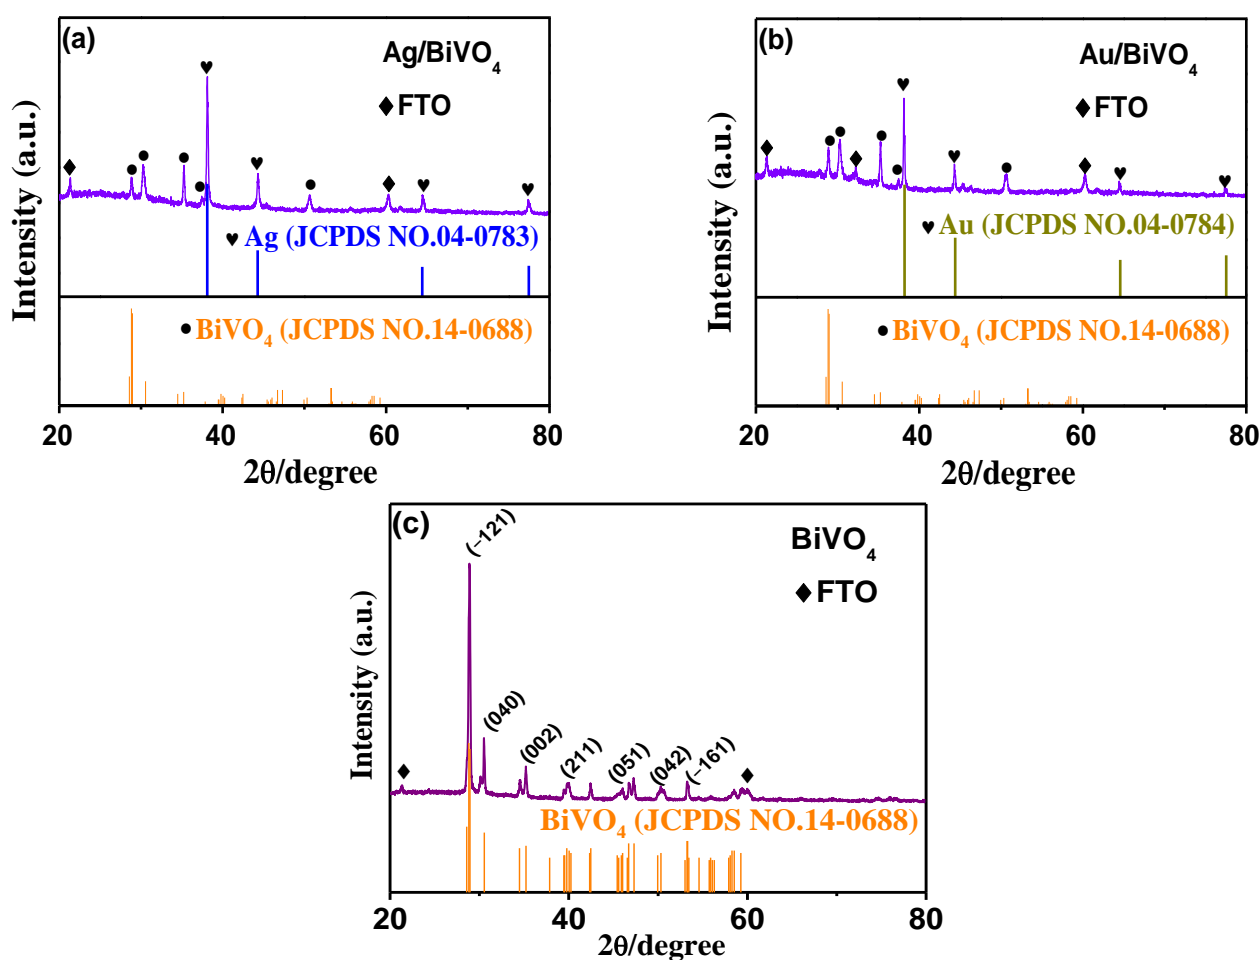 (a)
Ag/BiVO₄
♦ FTO
♥ Ag (JCPDS NO.04-0783)
● BiVO₄ (JCPDS NO.14-0688)
Intensity (a.u.)
20 40 60 80
2θ/degree
(b)
Au/BiVO₄
♦ FTO
♥ Au (JCPDS NO.04-0784)
● BiVO₄ (JCPDS NO.14-0688)
Intensity (a.u.)
20 40 60 80
2θ/degree
(c)
BiVO₄
♦ FTO
(-121)
(040)
(002)
(211)
(051)
(042)
(-161)
BiVO₄ (JCPDS NO.14-0688)
Intensity (a.u.)
20 40 60 80
2θ/degree